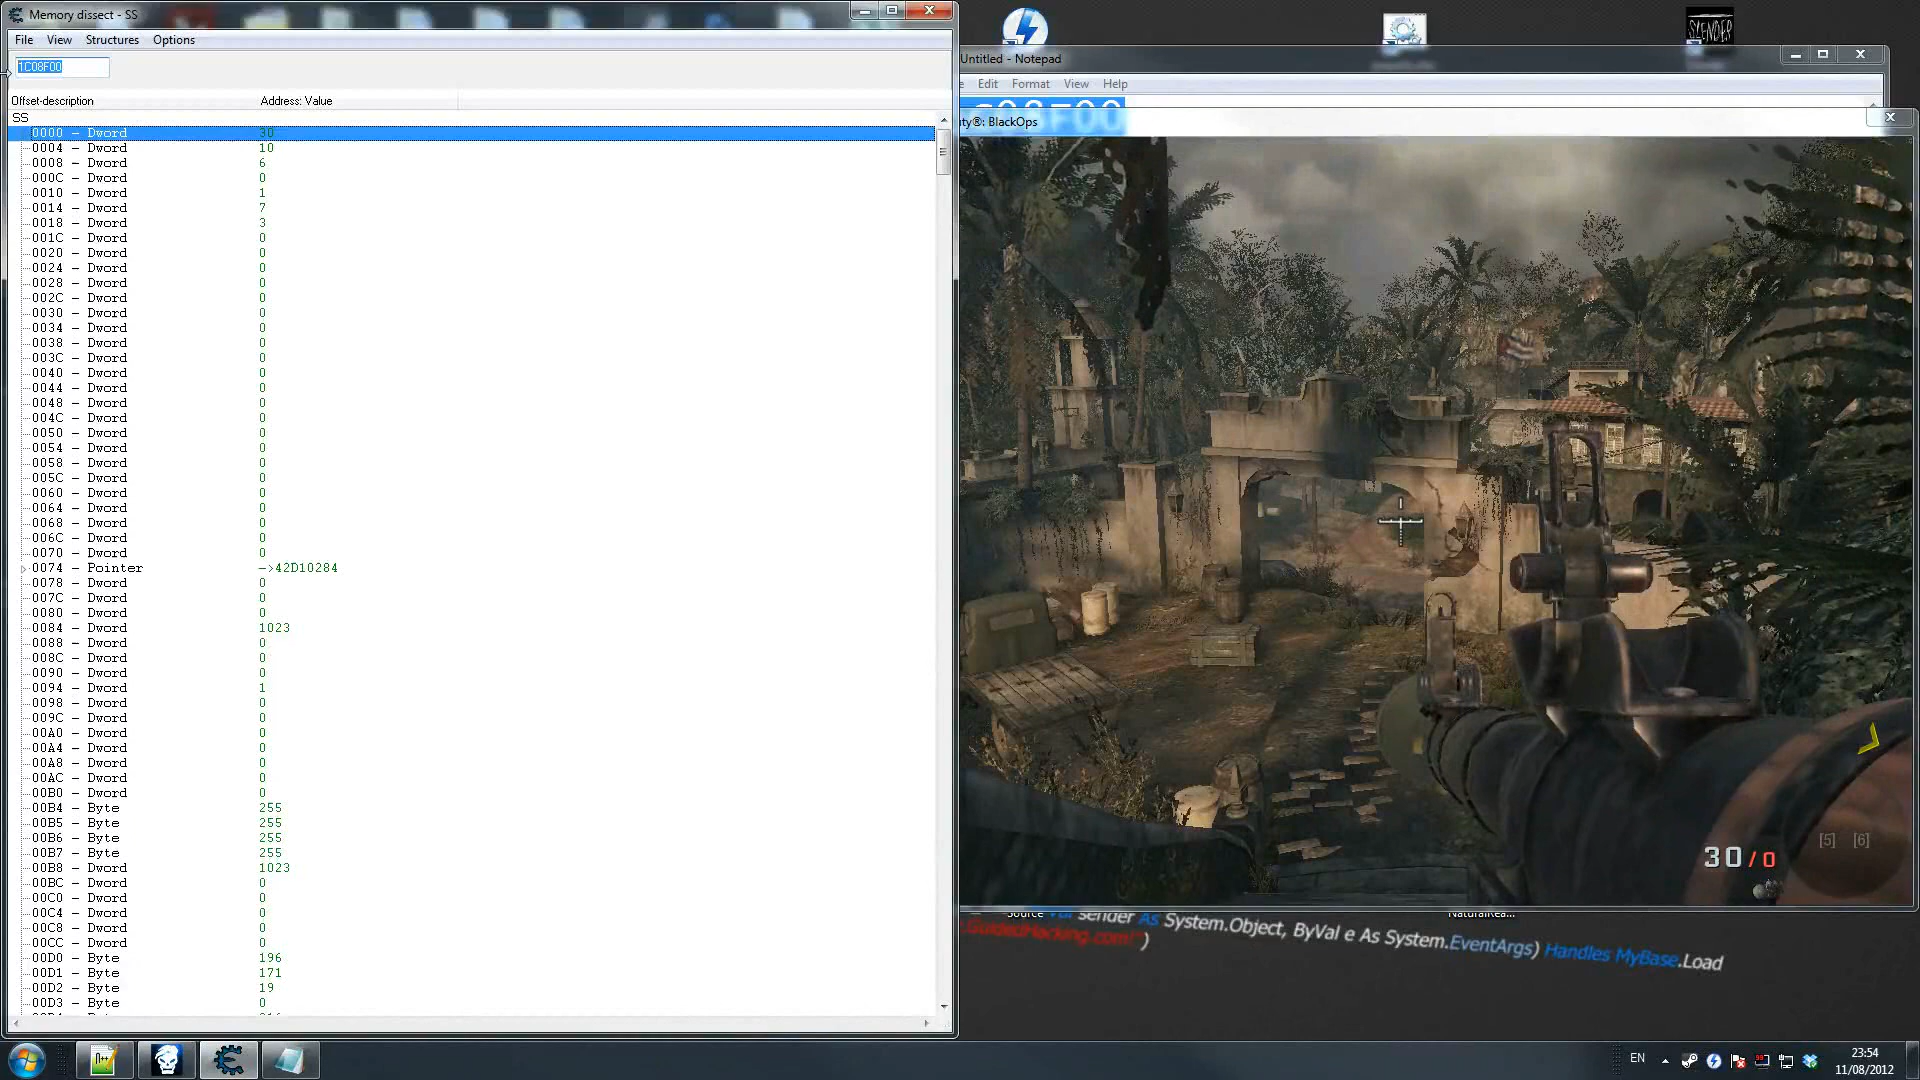 Memory dissect - SS
File View Structures Options
1C08F00
Offset-description Address: Value
SS
0000 - Dword 30
0004 - Dword 10
0008 - Dword 6
000C - Dword 0
0010 - Dword 1
0014 - Dword 7
0018 - Dword 3
001C - Dword 0
0020 - Dword 0
0024 - Dword 0
0028 - Dword 0
002C - Dword 0
0030 - Dword 0
0034 - Dword 0
0038 - Dword 0
003C - Dword 0
0040 - Dword 0
0044 - Dword 0
0048 - Dword 0
004C - Dword 0
0050 - Dword 0
0054 - Dword 0
0058 - Dword 0
005C - Dword 0
0060 - Dword 0
0064 - Dword 0
0068 - Dword 0
006C - Dword 0
0070 - Dword 0
0074 - Pointer ->42D10284
0078 - Dword 0
007C - Dword 0
0080 - Dword 0
0084 - Dword 1023
0088 - Dword 0
008C - Dword 0
0090 - Dword 0
0094 - Dword 1
0098 - Dword 0
009C - Dword 0
00A0 - Dword 0
00A4 - Dword 0
00A8 - Dword 0
00AC - Dword 0
00B0 - Dword 0
00B4 - Byte 255
00B5 - Byte 255
00B6 - Byte 255
00B7 - Byte 255
00B8 - Dword 1023
00BC - Dword 0
00C0 - Dword 0
00C4 - Dword 0
00C8 - Dword 0
00CC - Dword 0
00D0 - Byte 196
00D1 - Byte 171
00D2 - Byte 19
00D3 - Byte 0
SLENDER
Untitled - Notepad
Edit Format View Help
c08F00
ty®: BlackOps
[5] [6]
30 / 0
Source
Val sender As System.Object, ByVal e As System.EventArgs) Handles MyBase.Load
.GuidedHacking.com!")
NaturalRea...
EN
23:54
11/08/2012